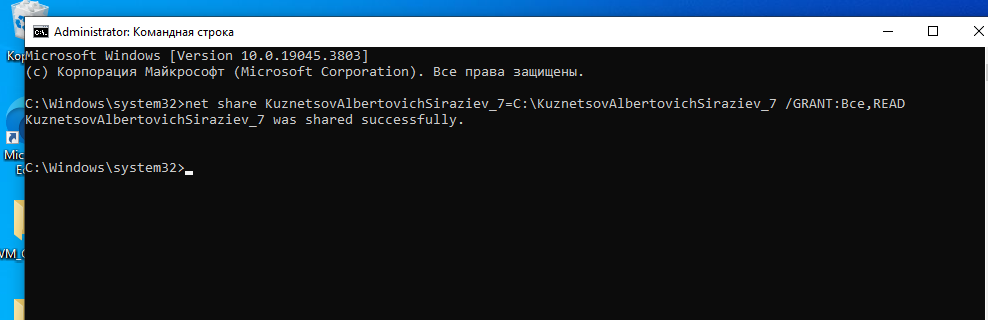 Administrator: Командная строка
Microsoft Windows [Version 10.0.19045.3803]
(c) Корпорация Майкрософт (Microsoft Corporation). Все права защищены.
C:\Windows\system32>net share KuznetsovAlbertovichSiraziev_7=C:\KuznetsovAlbertovichSiraziev_7 /GRANT:Все,READ
KuznetsovAlbertovichSiraziev_7 was shared successfully.
C:\Windows\system32>